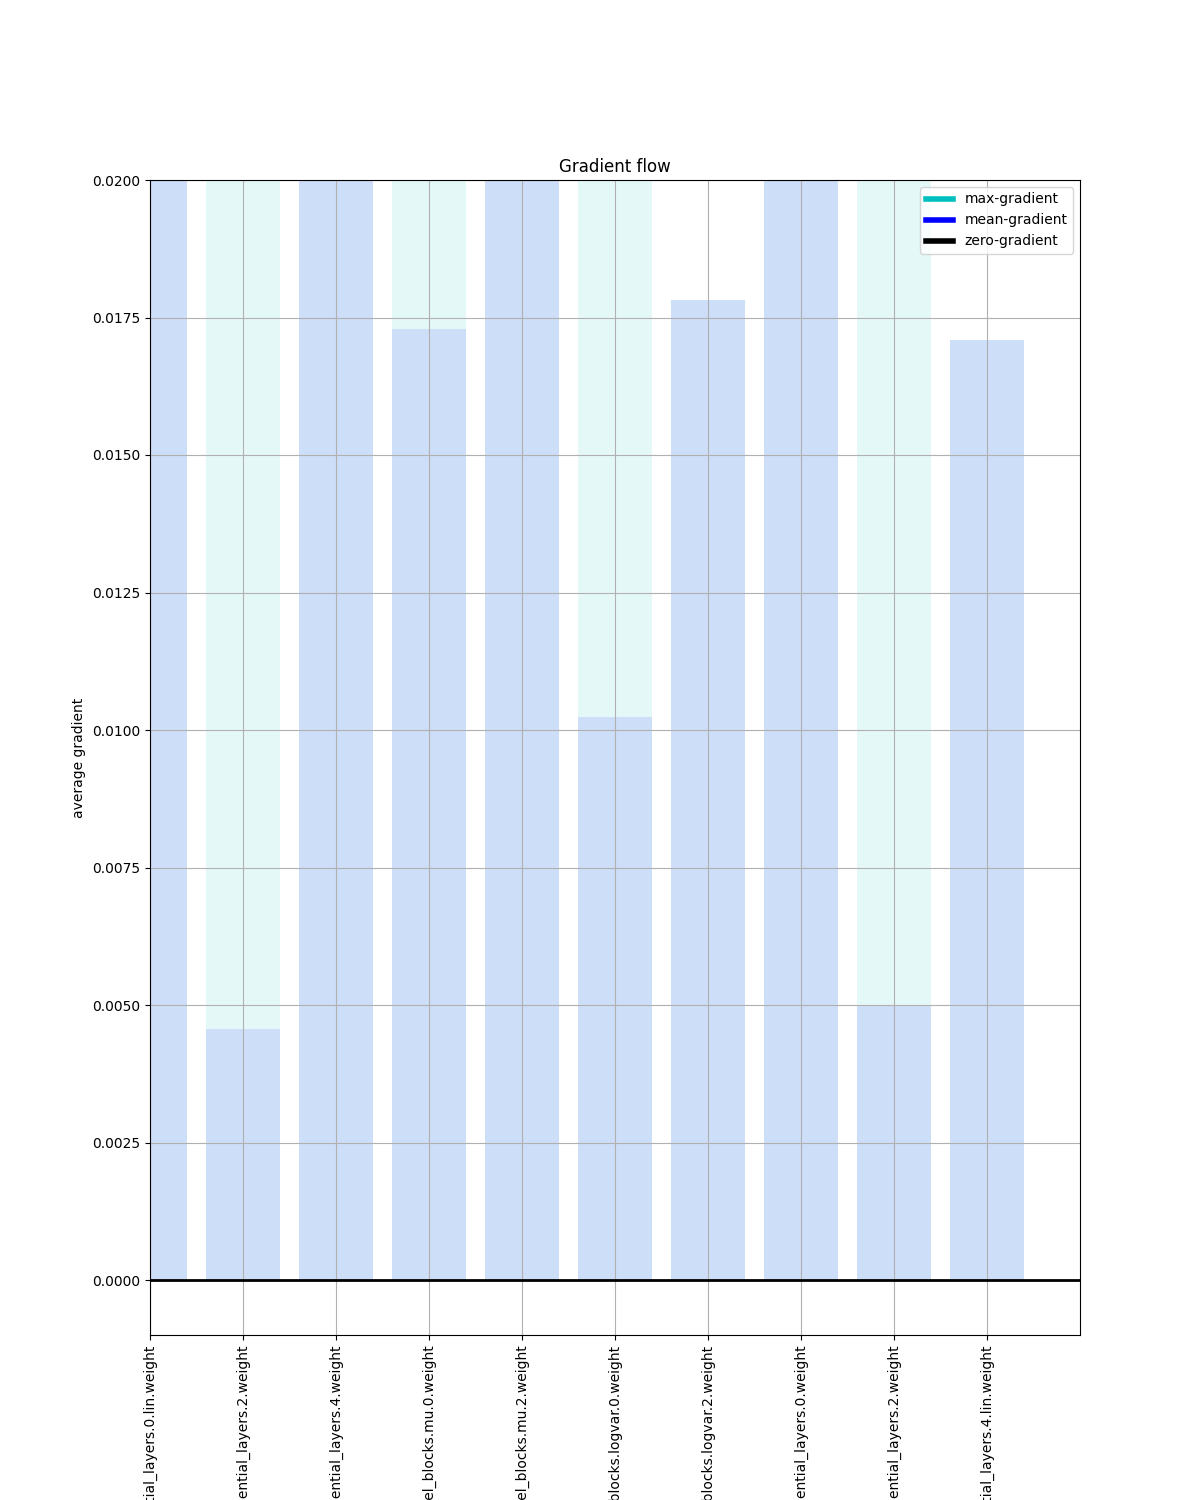 Gradient flow
max-gradient
mean-gradient
zero-gradient
average gradient
0.0200
0.0175
0.0150
0.0125
0.0100
0.0075
0.0050
0.0025
0.0000
tial_layers.0.lin.weight
ential_layers.2.weight
ential_layers.4.weight
el_blocks.mu.0.weight
el_blocks.mu.2.weight
blocks.logvar.0.weight
blocks.logvar.2.weight
ential_layers.0.weight
ential_layers.2.weight
tial_layers.4.lin.weight